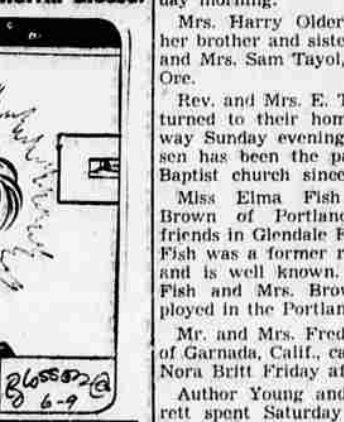 day morning.
Mrs. Harry Older
her brother and siste
and Mrs. Sam Tayol,
Ore.
Rev. and Mrs. E. T
turned to their hom
way Sunday evening
sen has been the pa
Baptist church since
Miss Elma Fish
Brown of Portland
friends in Glendale F
Fish was a former r
and is well known.
Fish and Mrs. Brow
ployed in the Portlan
Mr. and Mrs. Fred
of Garnada, Calif., ca
Nora Britt Friday af
Author Young and
rett spent Saturday
Blosser
6-9